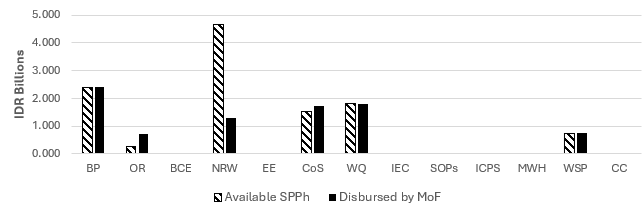 5.000
4.000
3.000
2.000
1.000
0.000
IDR Billions
BP OR BCE NRW EE CoS WQ IEC SOPs ICPS MWH WSP CC
Available SPPh Disbursed by MoF